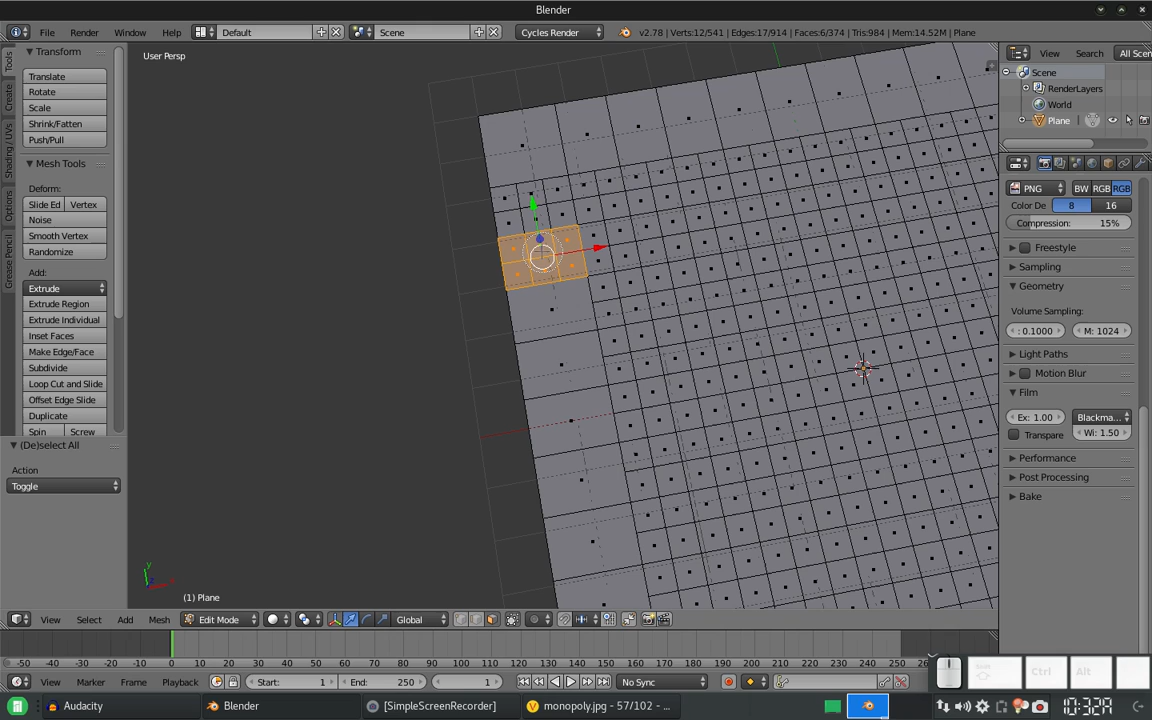 Blender
File Render Window Help Default Scene Cycles Render v2.78 | Verts:12/541 | Edges:17/914 | Faces:6/374 | Tris:984 | Mem:14.52M | Plane
Tools
Create
Shading / UVs
Options
Grease Pencil
Transform
Translate
Rotate
Scale
Shrink/Fatten
Push/Pull
Mesh Tools
Deform:
Slide Ed Vertex
Noise
Smooth Vertex
Randomize
Add:
Extrude
Extrude Region
Extrude Individual
Inset Faces
Make Edge/Face
Subdivide
Loop Cut and Slide
Offset Edge Slide
Duplicate
Spin Screw
(De)select All
Action
Toggle
User Persp
y
(1) Plane
View Search All Scen
Scene
RenderLayers
World
Plane
PNG BW RGB RGB
Color De 8 16
Compression: 15%
Freestyle
Sampling
Geometry
Volume Sampling:
: 0.1000 M: 1024
Light Paths
Motion Blur
Film
Ex: 1.00 Blackma...
Transpare Wi: 1.50
Performance
Post Processing
Bake
View Select Add Mesh Edit Mode Global
-50 -40 -30 -20 -10 0 10 20 30 40 50 60 70 80 90 100 110 120 130 140 150 160 170 180 190 200 210 220 230 240 250
View Marker Frame Playback Start: 1 End: 250 1 No Sync
Shift Ctrl Alt
Audacity Blender [SimpleScreenRecorder] monopoly.jpg - 57/102 - ...